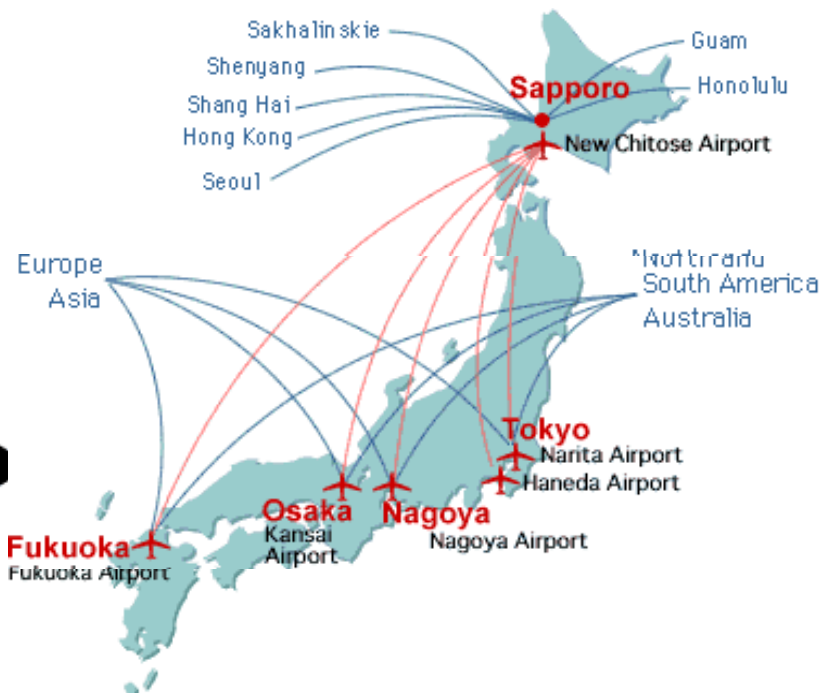 Sakhalinskie
Guam
Shenyang
Honolulu
Sapporo
Shang Hai
Hong Kong
New Chitose Airport
Seoul
Europe
Asia
South America
Australia
Tokyo
Narita Airport
Haneda Airport
Osaka
Kansai
Airport
Nagoya
Nagoya Airport
Fukuoka
Fukuoka Airport